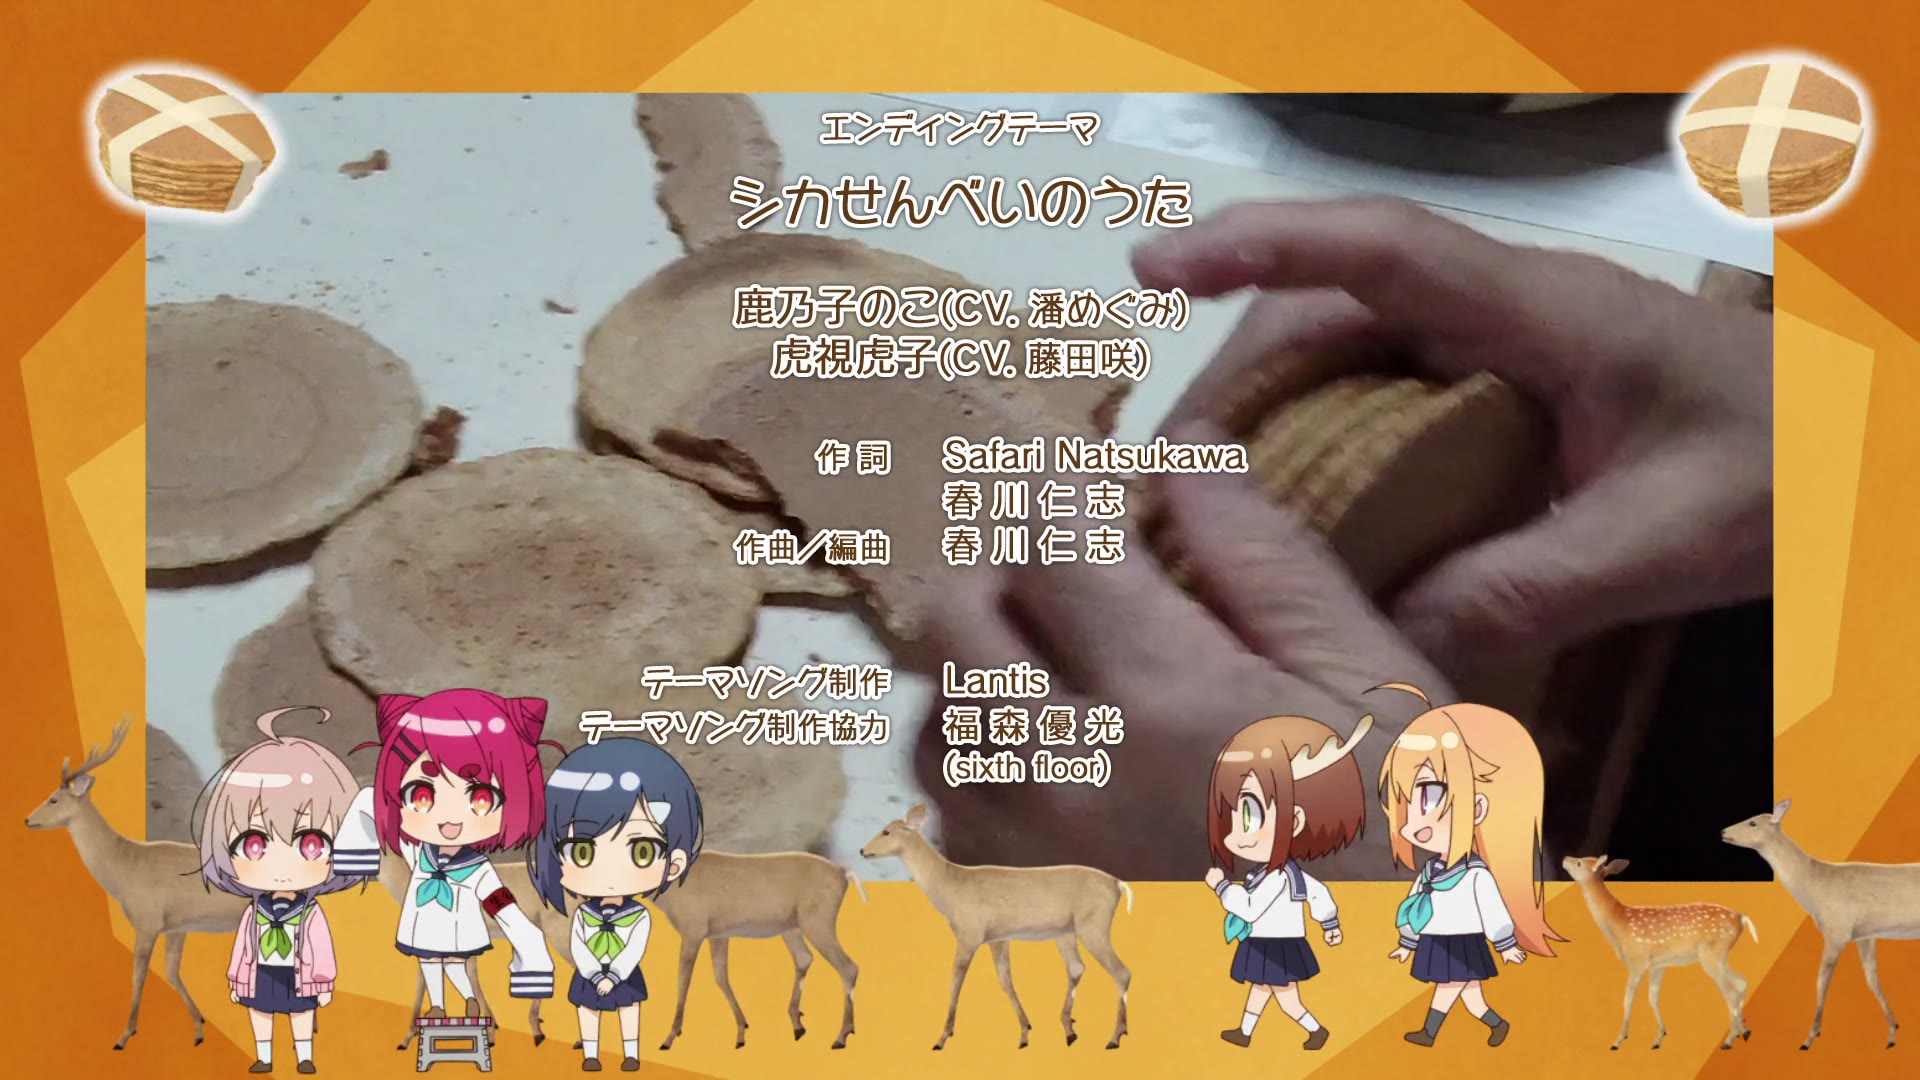 エンディングテーマ
シカせんべいのうた
鹿乃子のこ(CV. 潘めぐみ)
虎視虎子(CV. 藤田咲)
作 詞 Safari Natsukawa
春 川 仁 志
作曲／編曲 春 川 仁 志
テーマソング制作 Lantis
テーマソング制作協力 福 森 優 光
(sixth floor)